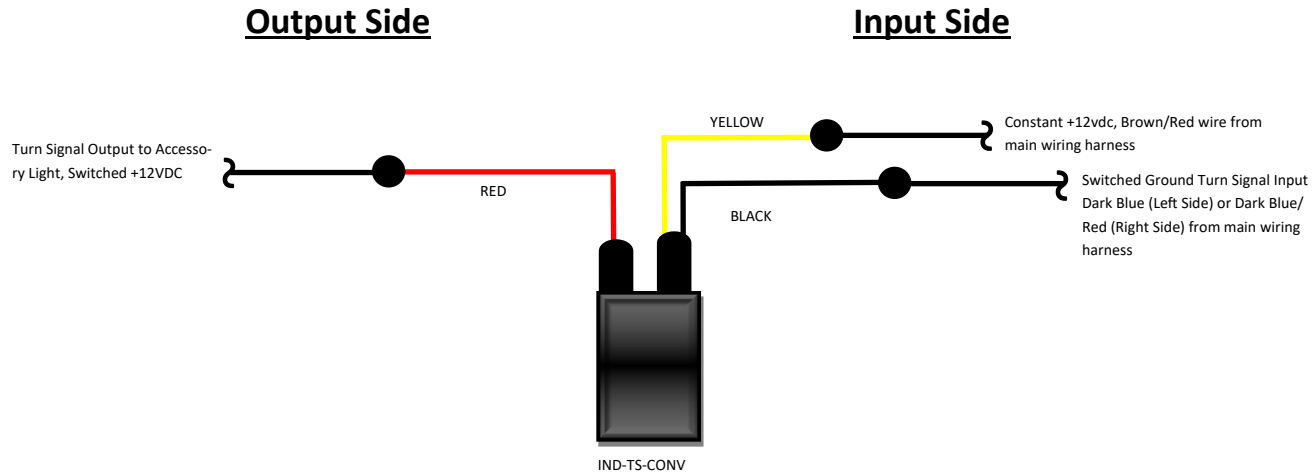 Output Side
Input Side
Turn Signal Output to Accesso-
ry Light, Switched +12VDC
RED
YELLOW
BLACK
Constant +12vdc, Brown/Red wire from
main wiring harness
Switched Ground Turn Signal Input
Dark Blue (Left Side) or Dark Blue/
Red (Right Side) from main wiring
harness
IND-TS-CONV